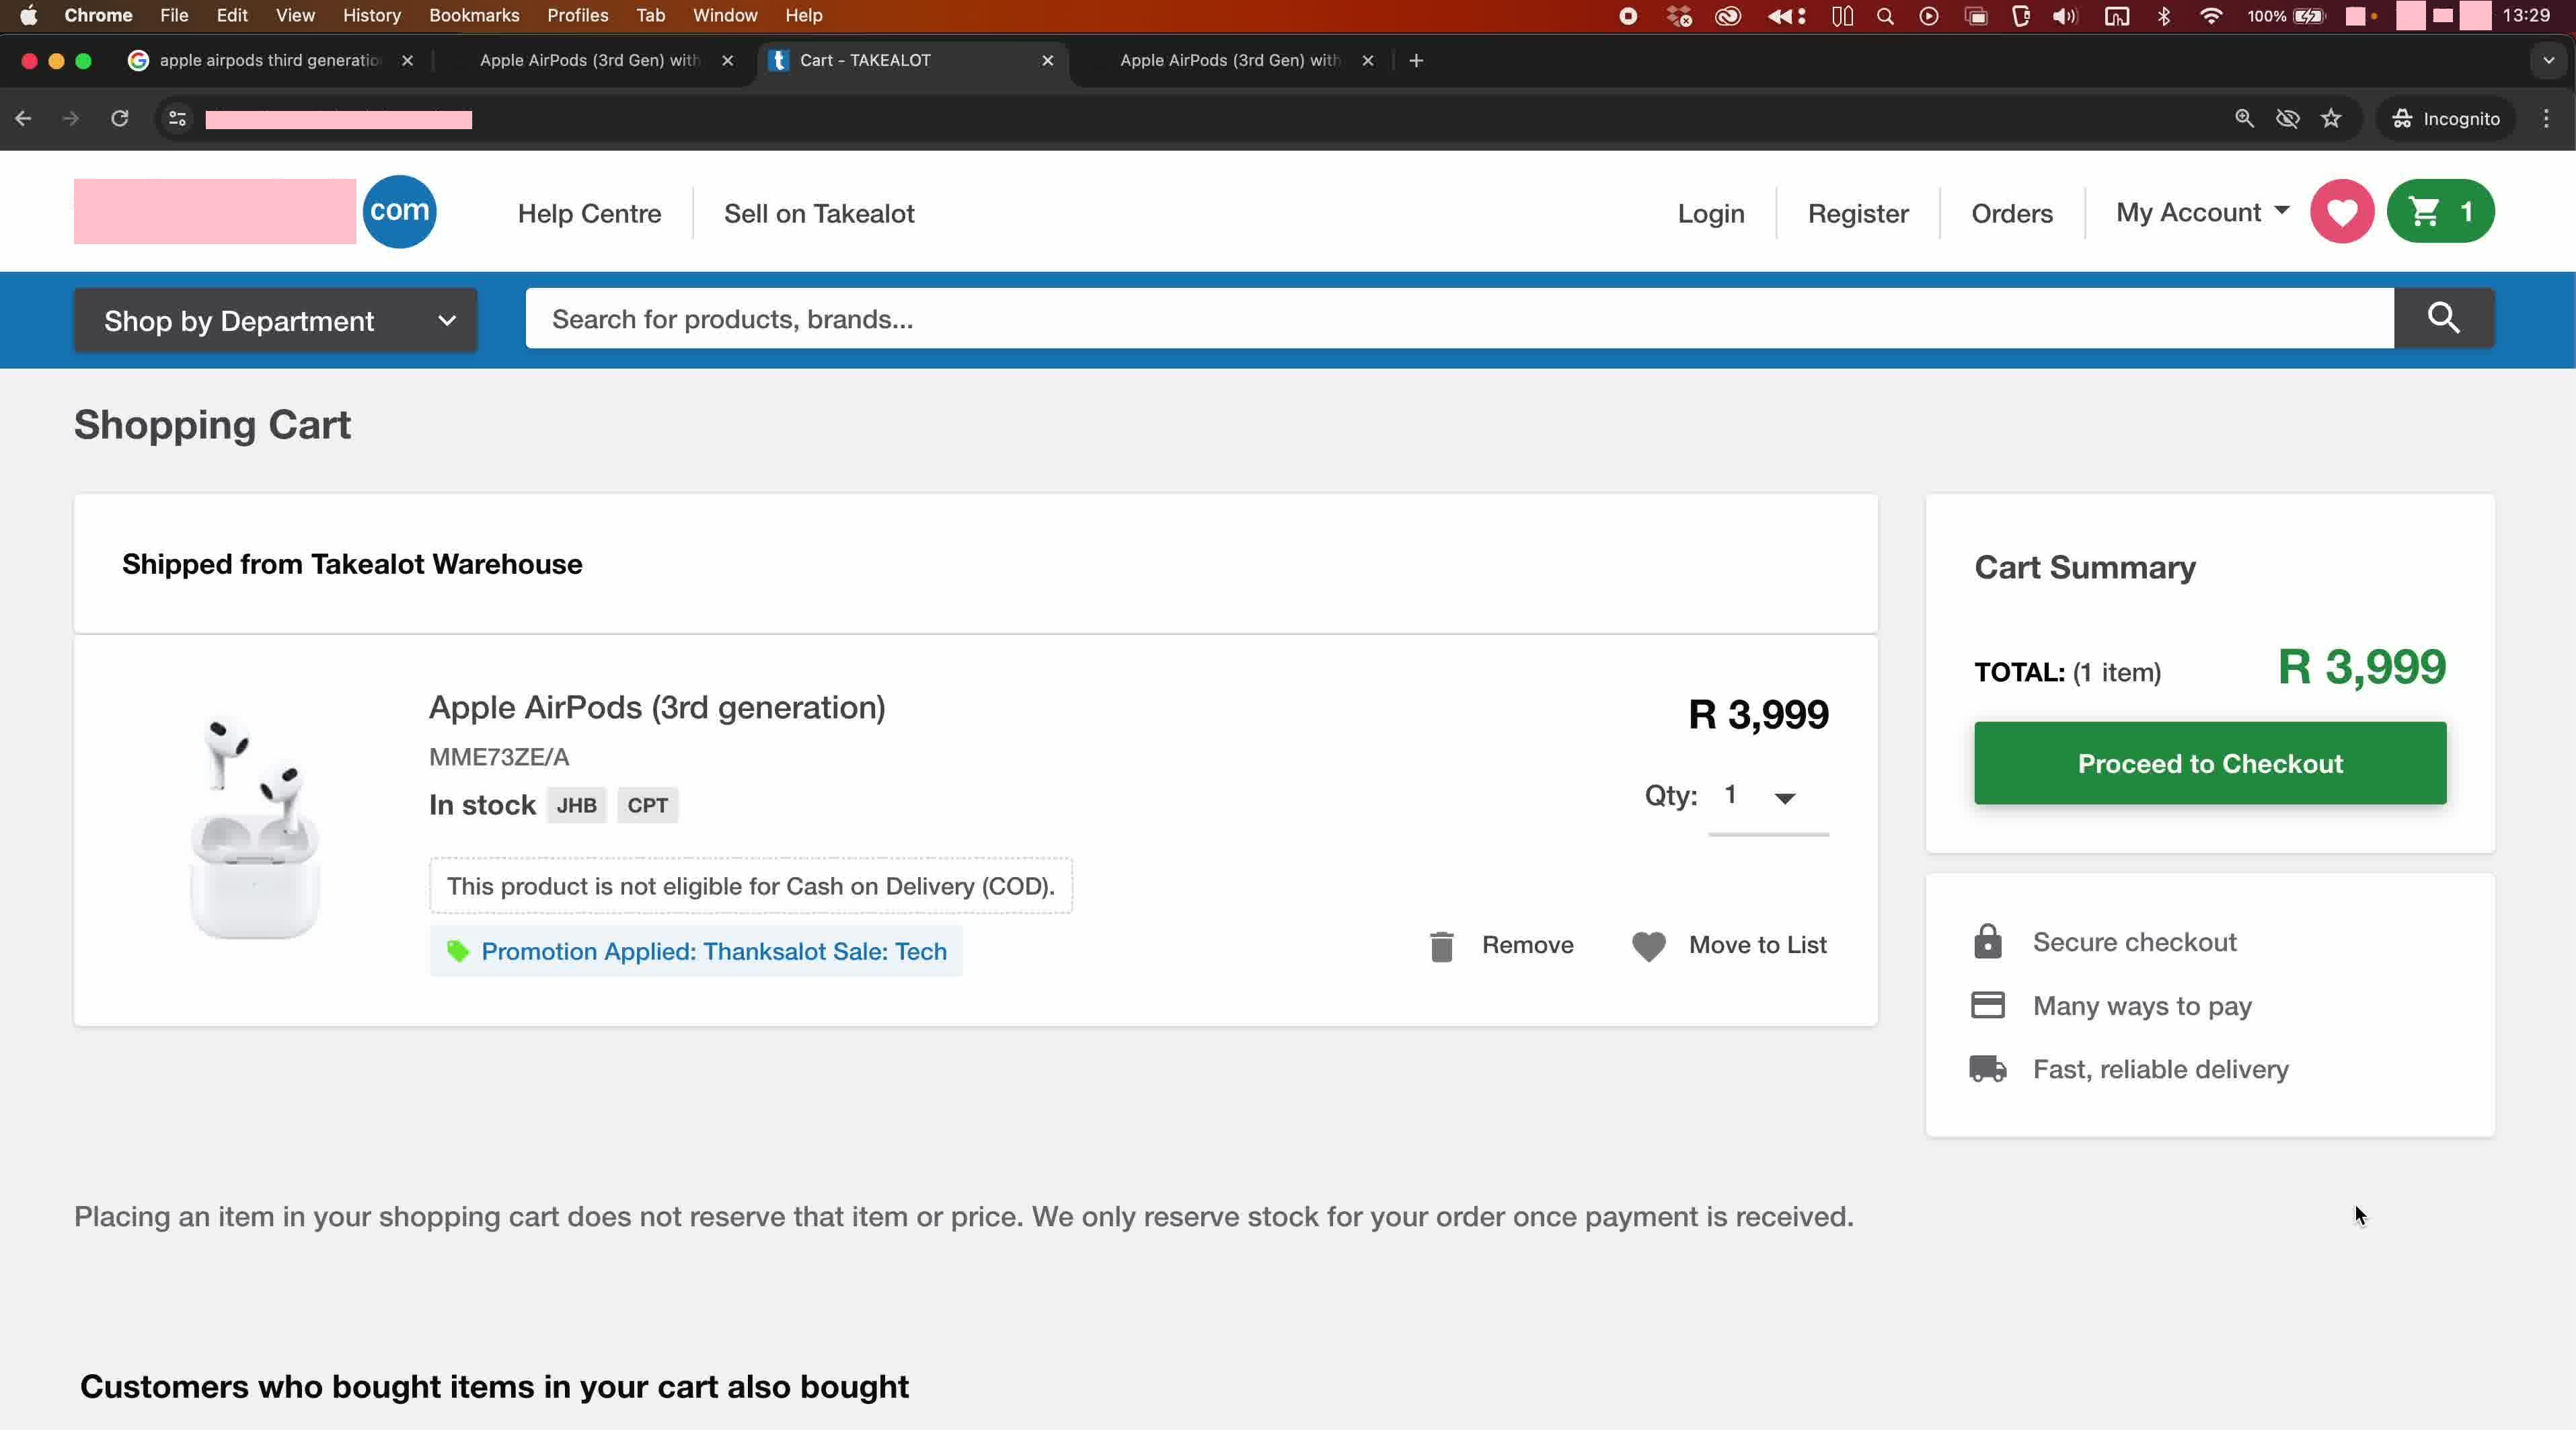 Chrome File Edit View History Bookmarks Profiles Tab Window Help 100% 13:29
apple airpods third generatio Apple AirPods (3rd Gen) with Cart - TAKEALOT Apple AirPods (3rd Gen) with
Incognito
com Help Centre Sell on Takealot Login Register Orders My Account 1
Shop by Department Search for products, brands...
Shopping Cart
Shipped from Takealot Warehouse
Cart Summary
TOTAL: (1 item) R 3,999
Proceed to Checkout
Apple AirPods (3rd generation) R 3,999
MME73ZE/A
In stock JHB CPT Qty: 1
This product is not eligible for Cash on Delivery (COD).
Promotion Applied: Thanksalot Sale: Tech Remove Move to List
Secure checkout
Many ways to pay
Fast, reliable delivery
Placing an item in your shopping cart does not reserve that item or price. We only reserve stock for your order once payment is received.
Customers who bought items in your cart also bought